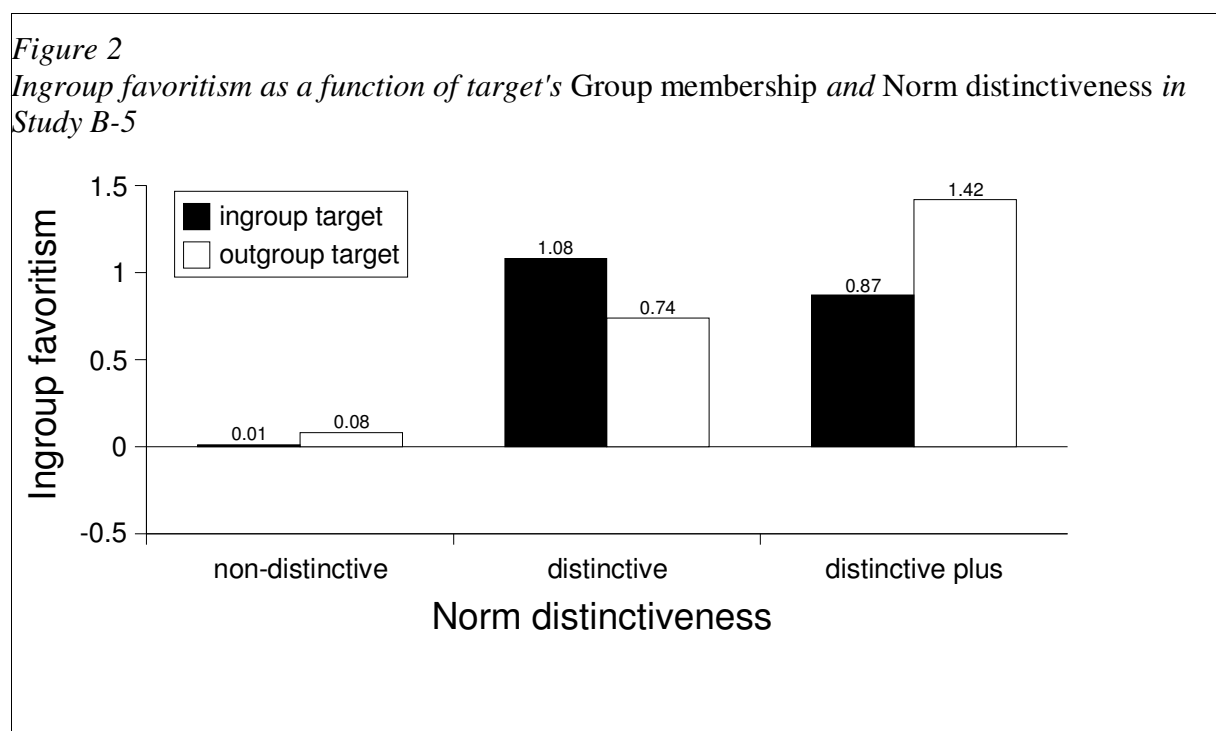 Figure 2
Ingroup favoritism as a function of target's Group membership and Norm distinctiveness in
Study B-5
Ingroup favoritism
1.5
1
0.5
0
-0.5
ingroup target
outgroup target
0.01
0.08
1.08
0.74
0.87
1.42
non-distinctive
distinctive
distinctive plus
Norm distinctiveness